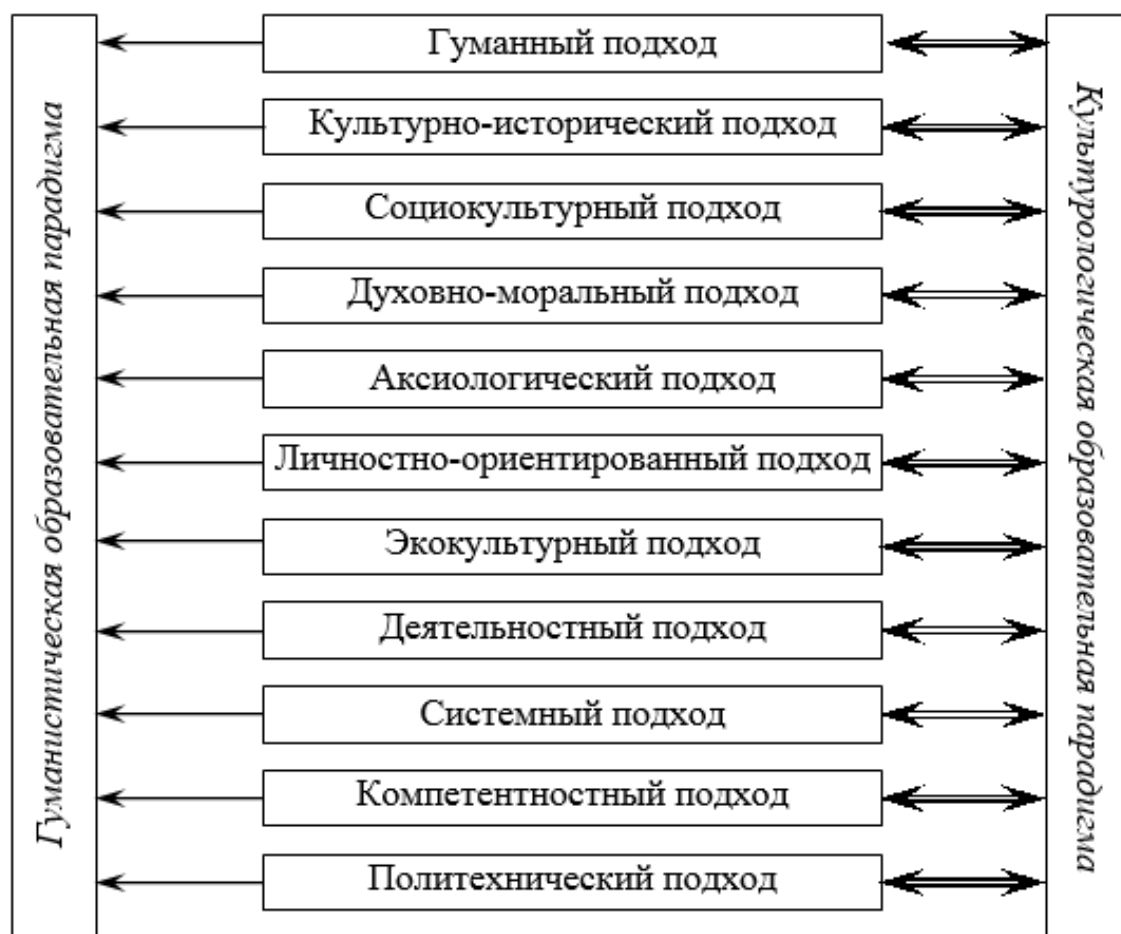 Гуманистическая образовательная парадигма
Гуманный подход
Культурно-исторический подход
Социокультурный подход
Духовно-моральный подход
Аксиологический подход
Личностно-ориентированный подход
Экокультурный подход
Деятельностный подход
Системный подход
Компетентностный подход
Политехнический подход
Культурологическая образовательная парадигма